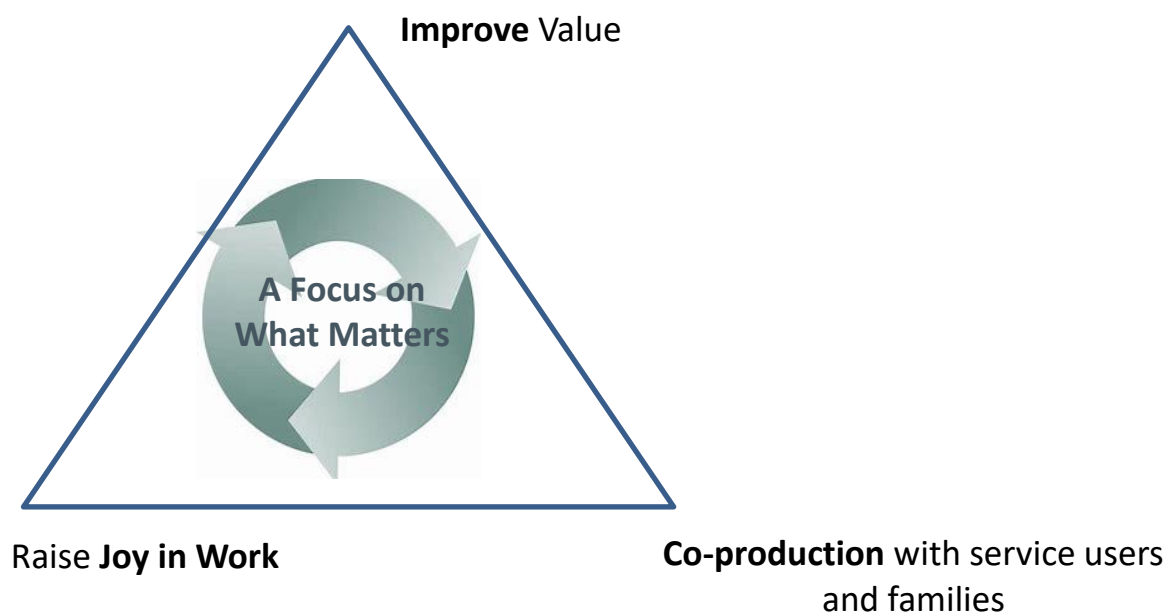 Improve Value
A Focus on
What Matters
Raise Joy in Work
Co-production with service users
and families